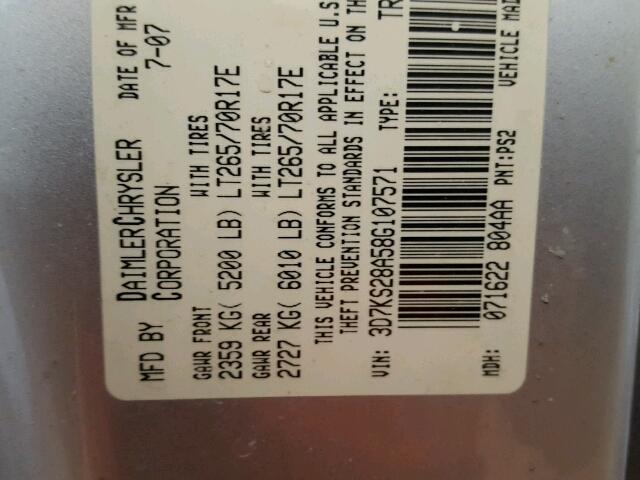 MFD BY DAIMLERCHRYSLER CORPORATION DATE OF MFR 7-07
GAWR FRONT WITH TIRES
2359 KG( 5200 LB) LT265/70R17E
GAWR REAR WITH TIRES
2727 KG( 6010 LB) LT265/70R17E
THIS VEHICLE CONFORMS TO ALL APPLICABLE U.S
THEFT PREVENTION STANDARDS IN EFFECT ON TH
VIN: 3D7KS28A58G107571 TYPE: TR
MDH: 071622 804AA PNT:PS2
VEHICLE MAD